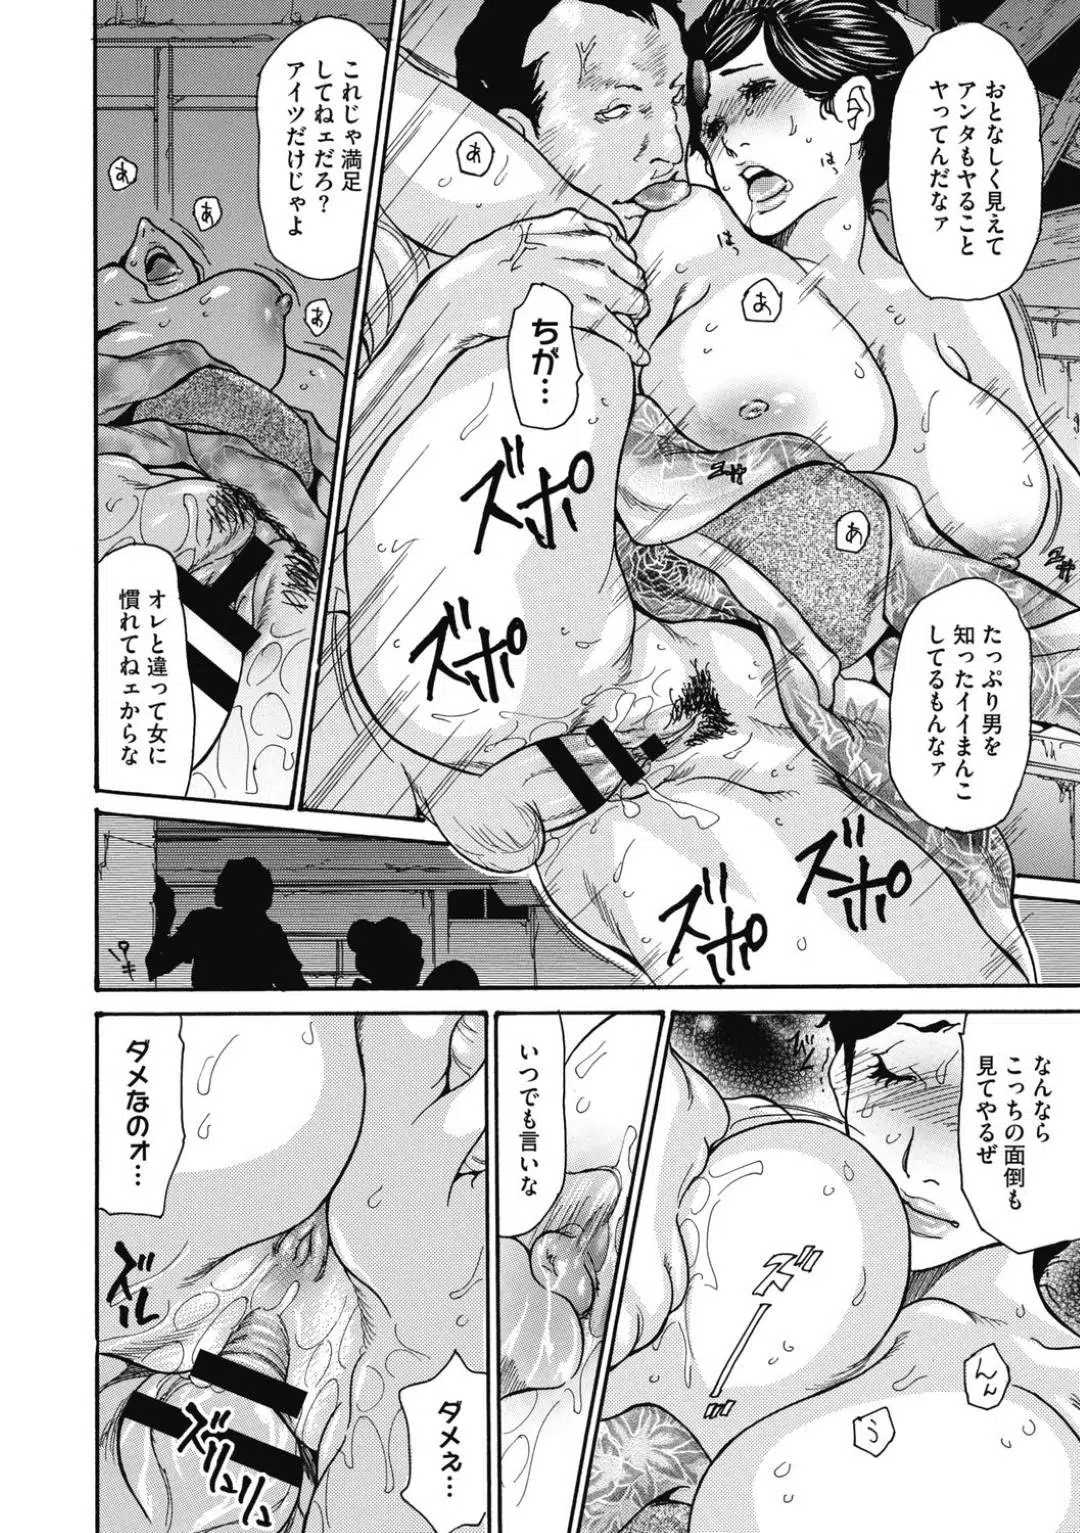 おとなしく見えて
アンタもヤること
ヤってんだなァ
はぁ
はっ
あ
ちが…
これじゃ満足
してねェだろ？
アイツだけじゃよ
あ
あ
あ
ズポ
ズポ
あ
たっぷり男を
知ったイイまんこ
してるもんなァ
ズポ
ズポ
オレと違って女に
慣れてねェからな
なんなら
こっちの面倒も
見てやるぜ
いつでも言いな
ズ
んん
う
ダメなのォ…
ズル
ズリュリュ
ダメぇ…